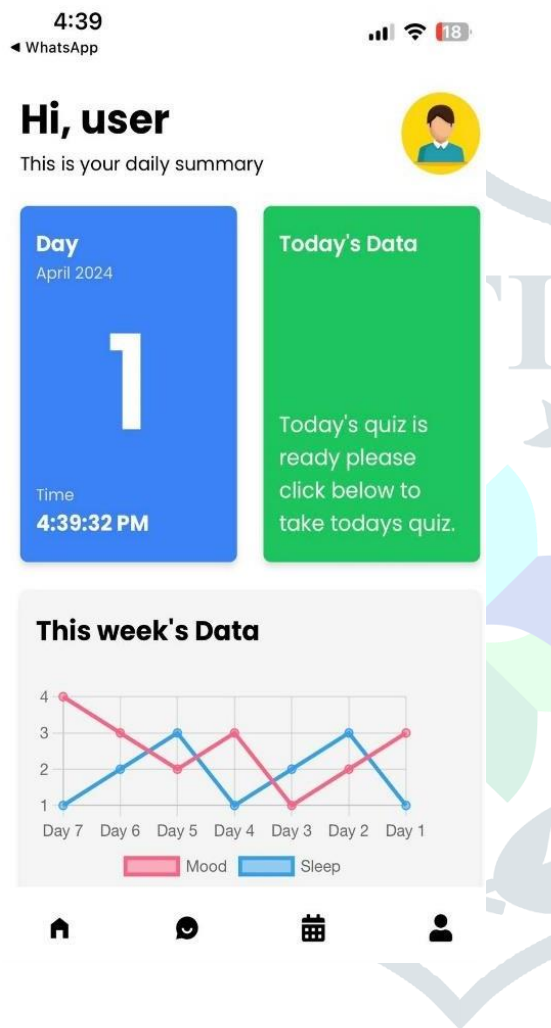 4:39
◀ WhatsApp
18
Hi, user
This is your daily summary
Day
April 2024
1
Time
4:39:32 PM
Today's Data
Today's quiz is
ready please
click below to
take todays quiz.
This week's Data
4
3
2
1
Day 7 Day 6 Day 5 Day 4 Day 3 Day 2 Day 1
Mood Sleep